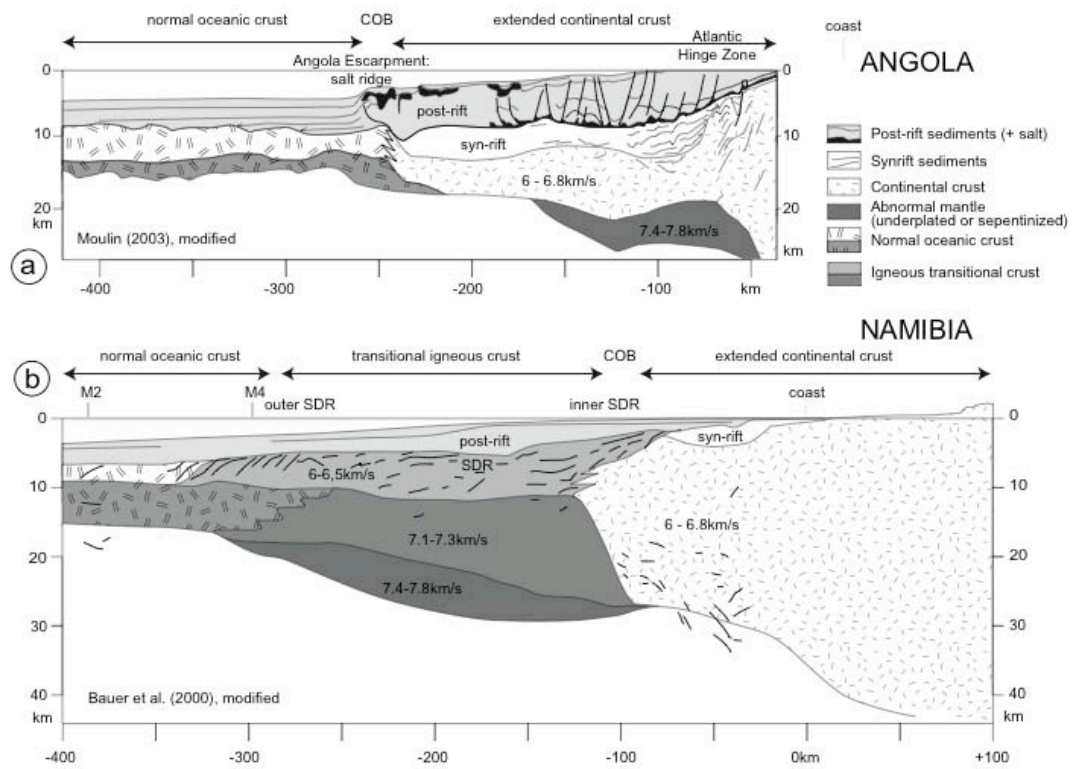 normal oceanic crust COB extended continental crust coast
a
Atlantic
Hinge Zone
ANGOLA
Angola Escarpment:
salt ridge
0 0
post-rift
10 10
syn-rift
6 - 6.8km/s
20 20
km km
7.4-7.8km/s
Moulin (2003), modified
-400 -300 -200 -100 km
Post-rift sediments (+ salt)
Synrift sediments
Continental crust
Abnormal mantle
(underplated or sepentinized)
Normal oceanic crust
Igneous transitional crust
NAMIBIA
b
normal oceanic crust transitional igneous crust COB extended continental crust
M2 M4 outer SDR inner SDR coast
0 0
post-rift syn-rift
SDR
6-6,5km/s
10 10
6 - 6.8km/s
7.1-7.3km/s
20 20
7.4-7.8km/s
30 30
Bauer et al. (2000), modified
40 40
km km
-400 -300 -200 -100 0km +100